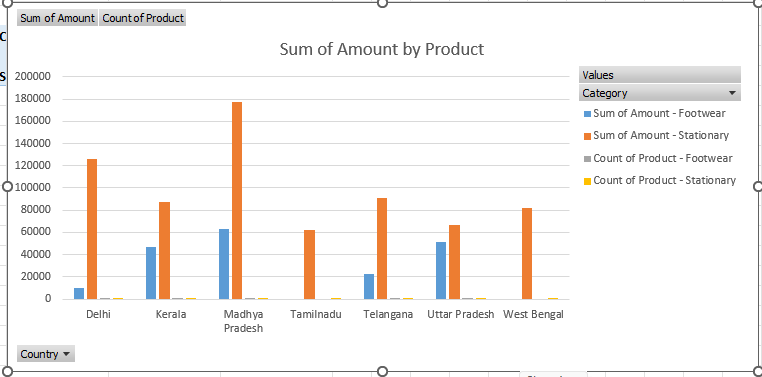 Sum of Amount Count of Product
C
S
Sum of Amount by Product
200000
180000
160000
140000
120000
100000
80000
60000
40000
20000
0
Delhi
Kerala
Madhya
Pradesh
Tamilnadu
Telangana
Uttar Pradesh
West Bengal
Values
Category
Sum of Amount - Footwear
Sum of Amount - Stationary
Count of Product - Footwear
Count of Product - Stationary
Country